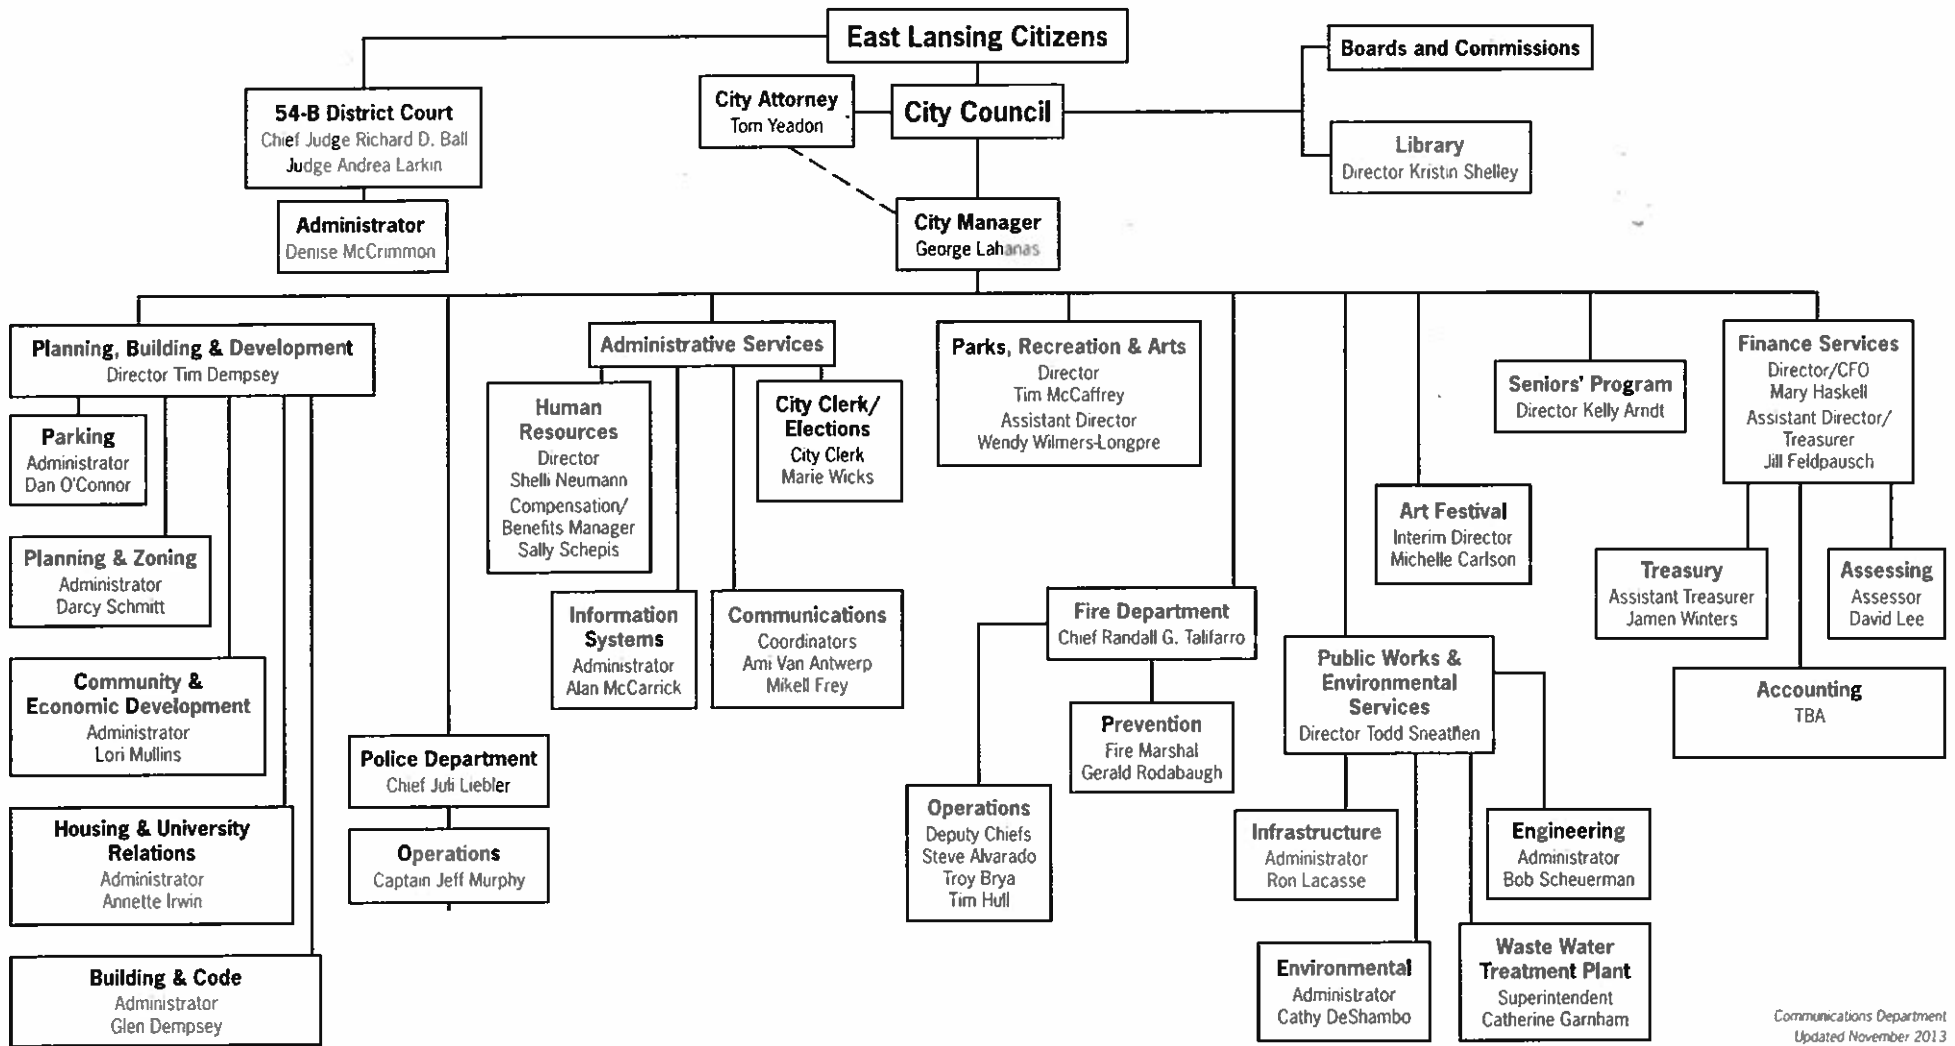 East Lansing Citizens
Boards and Commissions
54-B District Court
Chief Judge Richard D. Ball
Judge Andrea Larkin
City Attorney
Tom Yeadon
City Council
Library
Director Kristin Shelley
Administrator
Denise McCrimmon
City Manager
George Lahanas
Planning, Building & Development
Director Tim Dempsey
Parking
Administrator
Dan O'Connor
Planning & Zoning
Administrator
Darcy Schmitt
Community &
Economic Development
Administrator
Lori Mullins
Housing & University
Relations
Administrator
Annette Irwin
Building & Code
Administrator
Glen Dempsey
Police Department
Chief Juli Liebler
Operations
Captain Jeff Murphy
Administrative Services
Human
Resources
Director
Shelli Neumann
Compensation/
Benefits Manager
Sally Schepis
City Clerk/
Elections
City Clerk
Marie Wicks
Information
Systems
Administrator
Alan McCarrick
Communications
Coordinators
Ami Van Antwerp
Mikell Frey
Parks, Recreation & Arts
Director
Tim McCaffrey
Assistant Director
Wendy Wilmers-Longpre
Fire Department
Chief Randall G. Talifarro
Prevention
Fire Marshal
Gerald Rodabaugh
Operations
Deputy Chiefs
Steve Alvarado
Troy Brya
Tim Hull
Public Works &
Environmental
Services
Director Todd Sneathen
Infrastructure
Administrator
Ron Lacasse
Engineering
Administrator
Bob Scheuerman
Environmental
Administrator
Cathy DeShambo
Waste Water
Treatment Plant
Superintendent
Catherine Garnham
Art Festival
Interim Director
Michelle Carlson
Seniors' Program
Director Kelly Arndt
Finance Services
Director/CFO
Mary Haskell
Assistant Director/
Treasurer
Jill Feldpausch
Treasury
Assistant Treasurer
Jamen Winters
Assessing
Assessor
David Lee
Accounting
TBA
Communications Department
Updated November 2013